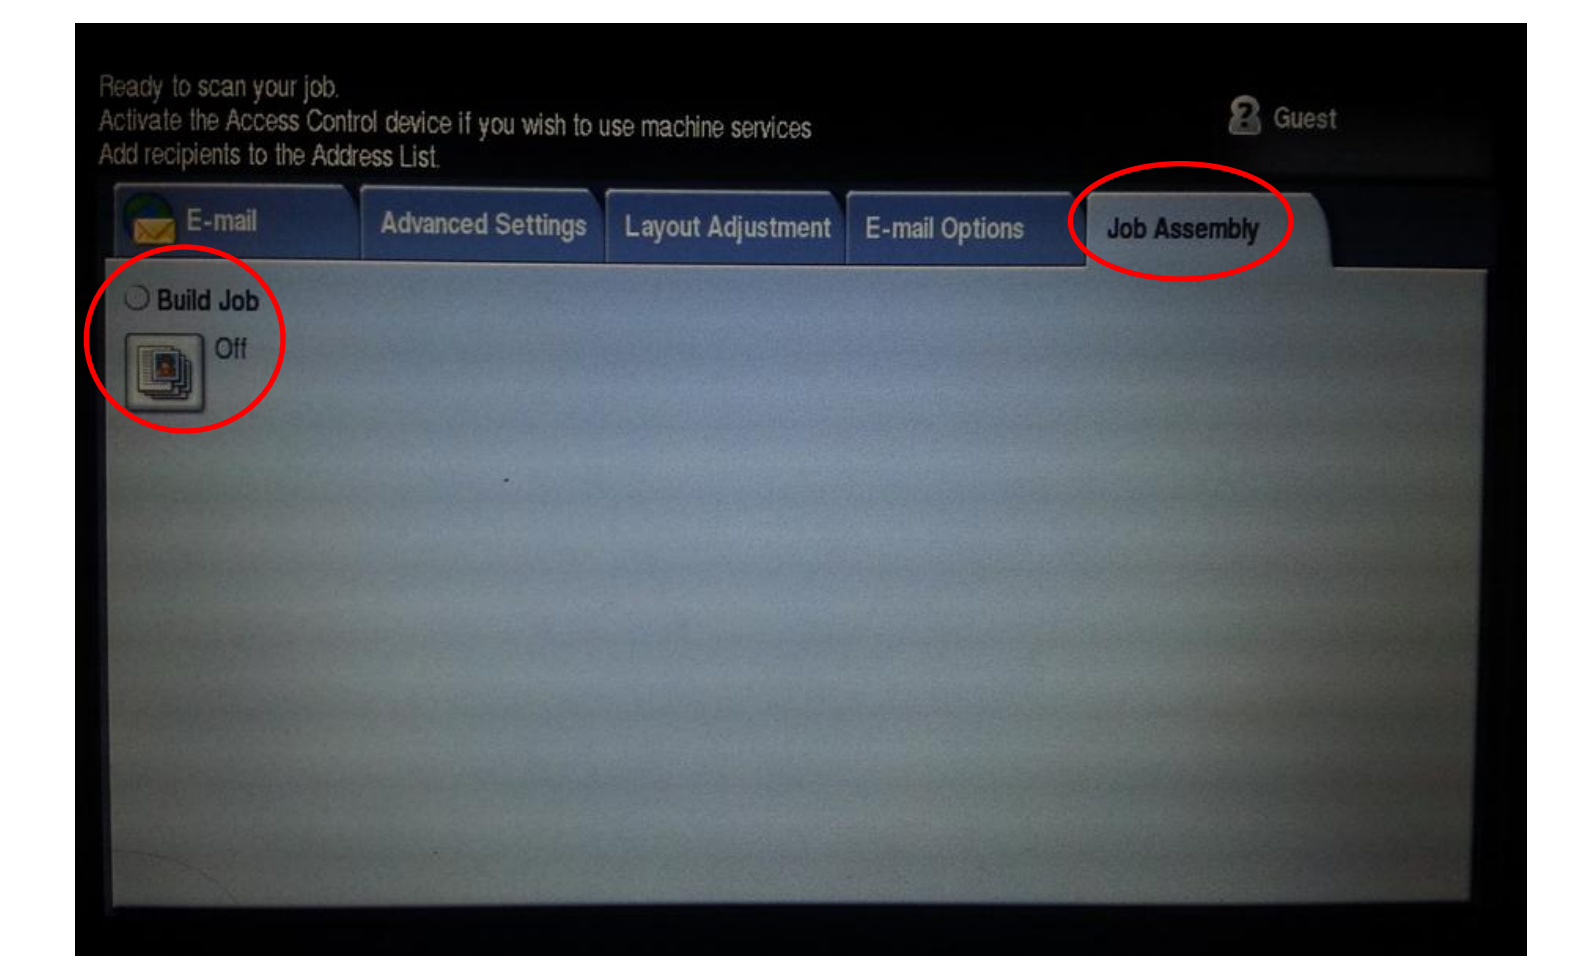 Ready to scan your job.
Activate the Access Control device if you wish to use machine services
Add recipients to the Address List.
Guest
E-mail
Advanced Settings
Layout Adjustment
E-mail Options
Job Assembly
Build Job
Off